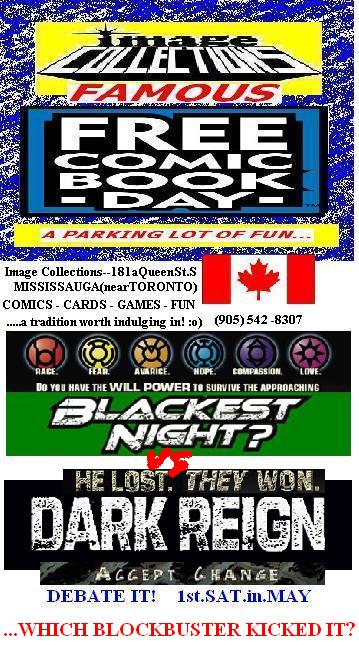 image
COLLECTIONS
FAMOUS
FREE
COMIC
BOOK
-DAY-
TM
A PARKING LOT OF FUN...
Image Collections--181aQueenSt.S
MISSISSAUGA(nearTORONTO)
COMICS - CARDS - GAMES - FUN
.....a tradition worth indulging in! :o)
(905) 542 -8307
RAGE. FEAR. AVARICE. HOPE. COMPASSION. LOVE.
DO YOU HAVE THE WILL POWER TO SURVIVE THE APPROACHING
BLACKEST
NIGHT?
VS
HE LOST. THEY WON.
DARK REIGN
ACCEPT CHANGE
DEBATE IT! 1st.SAT.in.MAY
...WHICH BLOCKBUSTER KICKED IT?